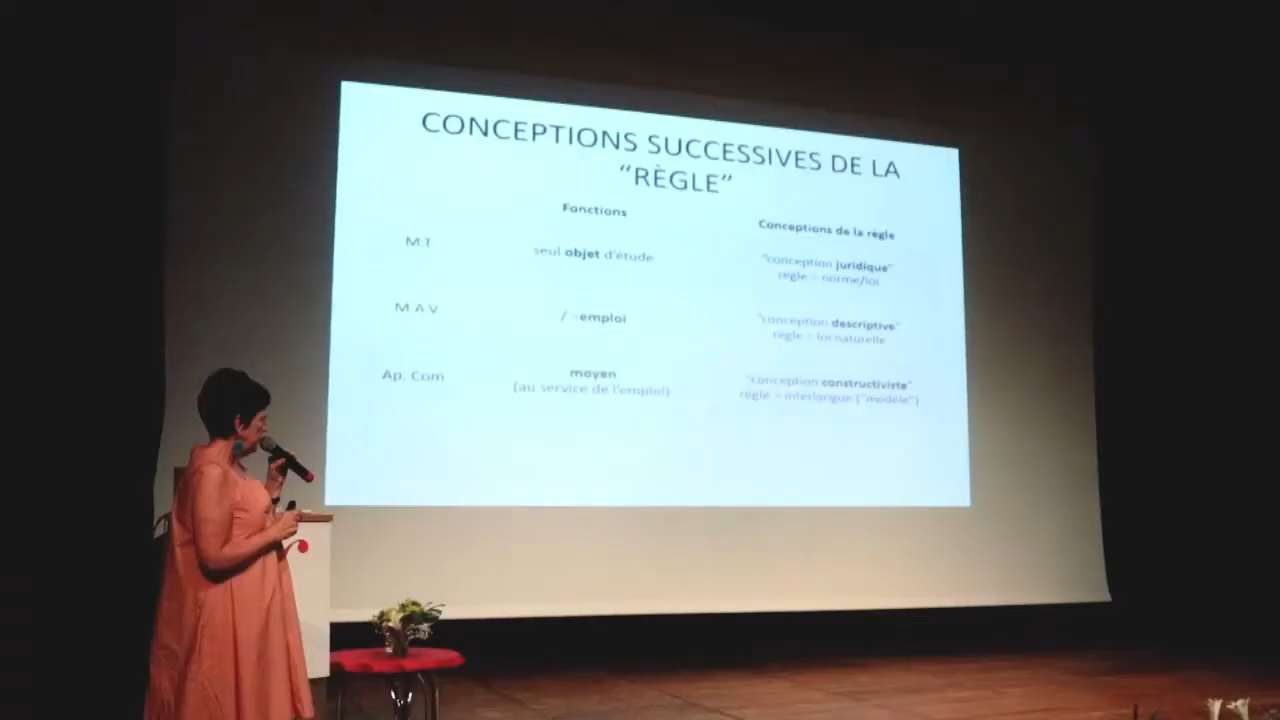 CONCEPTIONS SUCCESSIVES DE LA
“RÈGLE”
Fonctions
Conceptions de la règle
M.T
seul objet d'étude
"conception juridique"
règle = norme/loi
M A V
/ emploi
"conception descriptive"
règle = loi naturelle
Ap. Com
moyen
(au service de l'emploi)
"conception constructiviste"
règle = interlangue ("modèle")